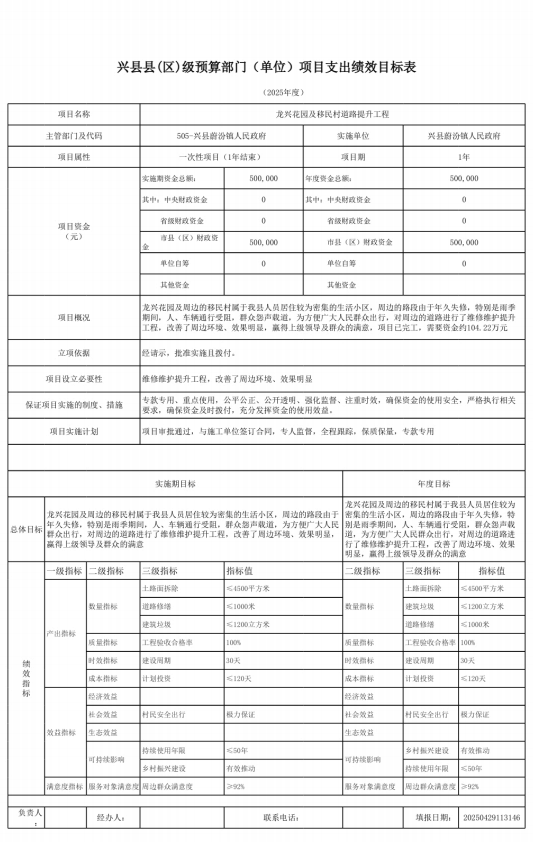 兴县县(区)级预算部门（单位）项目支出绩效目标表
（2025年度）
项目名称 龙兴花园及移民村道路提升工程
主管部门及代码 505-兴县蔚汾镇人民政府 实施单位 兴县蔚汾镇人民政府
项目属性 一次性项目（1年结束） 项目期 1年
项目资金（元）
实施期资金总额： 500,000 年度资金总额： 500,000
其中：中央财政资金 0 其中：中央财政资金 0
省级财政资金 0 省级财政资金 0
市县（区）财政资金 500,000 市县（区）财政资金 500,000
单位自筹 0 单位自筹 0
其他资金 其他资金
项目概况
龙兴花园及周边的移民村属于我县人员居住较为密集的生活小区，周边的路段由于年久失修，特别是雨季
期间，人、车辆通行受阻，群众怨声载道，为方便广大人民群众出行，对周边的道路进行了维修维护提升
工程，改善了周边环境、效果明显，赢得上级领导及群众的满意，项目已完工，需要资金约104.22万元
立项依据 经请示，批准实施且拨付。
项目设立必要性 维修维护提升工程，改善了周边环境、效果明显
保证项目实施的制度、措施
专款专用、重点使用，公平公正、公开透明、强化监督、注重时效，确保资金的使用安全，严格执行相关
要求，确保资金及时拨付，充分发挥资金的使用效益。
项目实施计划 项目审批通过，与施工单位签订合同，专人监督，全程跟踪，保质保量，专款专用
实施期目标 年度目标
总体目标
龙兴花园及周边的移民村属于我县人员居住较为密集的生活小区，周边的路段由于
年久失修，特别是雨季期间，人、车辆通行受阻，群众怨声载道，为方便广大人民
群众出行，对周边的道路进行了维修维护提升工程，改善了周边环境、效果明显，
赢得上级领导及群众的满意
龙兴花园及周边的移民村属于我县人员居住较为
密集的生活小区，周边的路段由于年久失修，特
别是雨季期间，人、车辆通行受阻，群众怨声载
道，为方便广大人民群众出行，对周边的道路进
行了维修维护提升工程，改善了周边环境、效果
明显，赢得上级领导及群众的满意
绩效指标
一级指标 二级指标 三级指标 指标值 二级指标 三级指标 指标值
产出指标
数量指标 土路面拆除 ≤4500平方米 数量指标 土路面拆除 ≤4500平方米
道路修缮 ≤1000米 建筑垃圾 ≤1200立方米
建筑垃圾 ≤1200立方米 道路修缮 ≤1000米
质量指标 工程验收合格率 100% 质量指标 工程验收合格率 100%
时效指标 建设周期 30天 时效指标 建设周期 30天
成本指标 计划投资 ≤120天 成本指标 计划投资 ≤120天
效益指标
经济效益 经济效益
社会效益 村民安全出行 极力保证 社会效益 村民安全出行 极力保证
生态效益 生态效益
可持续影响 持续使用年限 ≤50年 可持续影响 乡村振兴建设 有效推动
乡村振兴建设 有效推动 持续使用年限 ≤50年
满意度指标 服务对象满意度 周边群众满意度 ≥92% 服务对象满意度 周边群众满意度 ≥92%
负责人： 经办人： 联系电话： 填报日期： 20250429113146